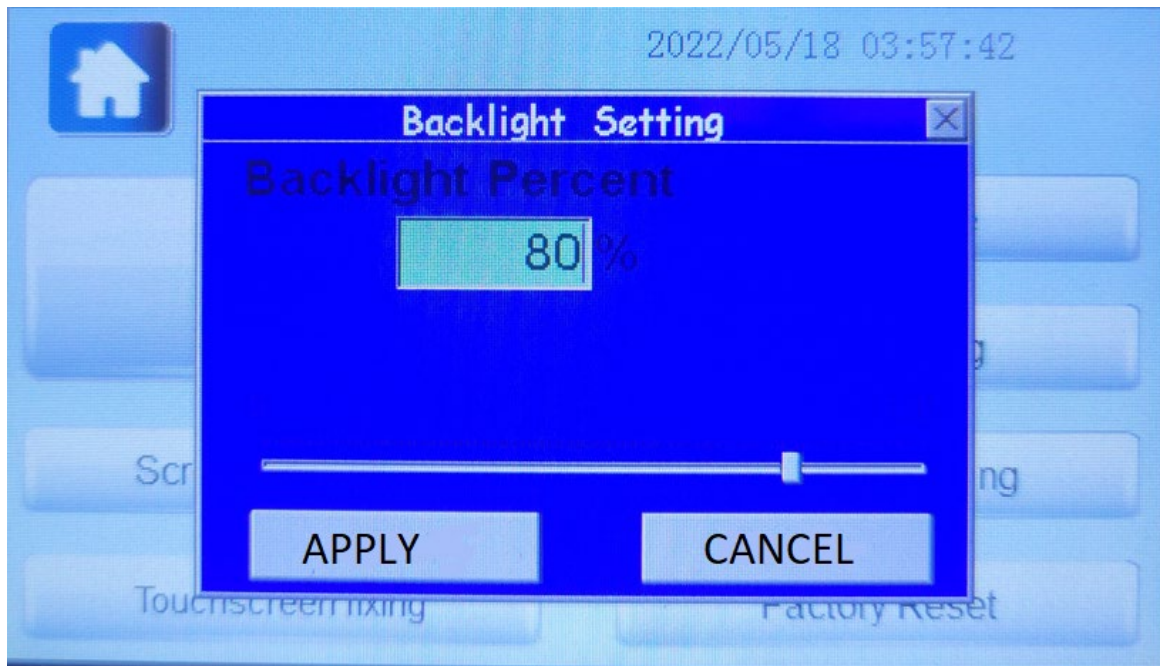 2022/05/18 03:57:42
Backlight Setting
Backlight Percent
80 %
APPLY
CANCEL
Touchscreen fixing
Factory Reset